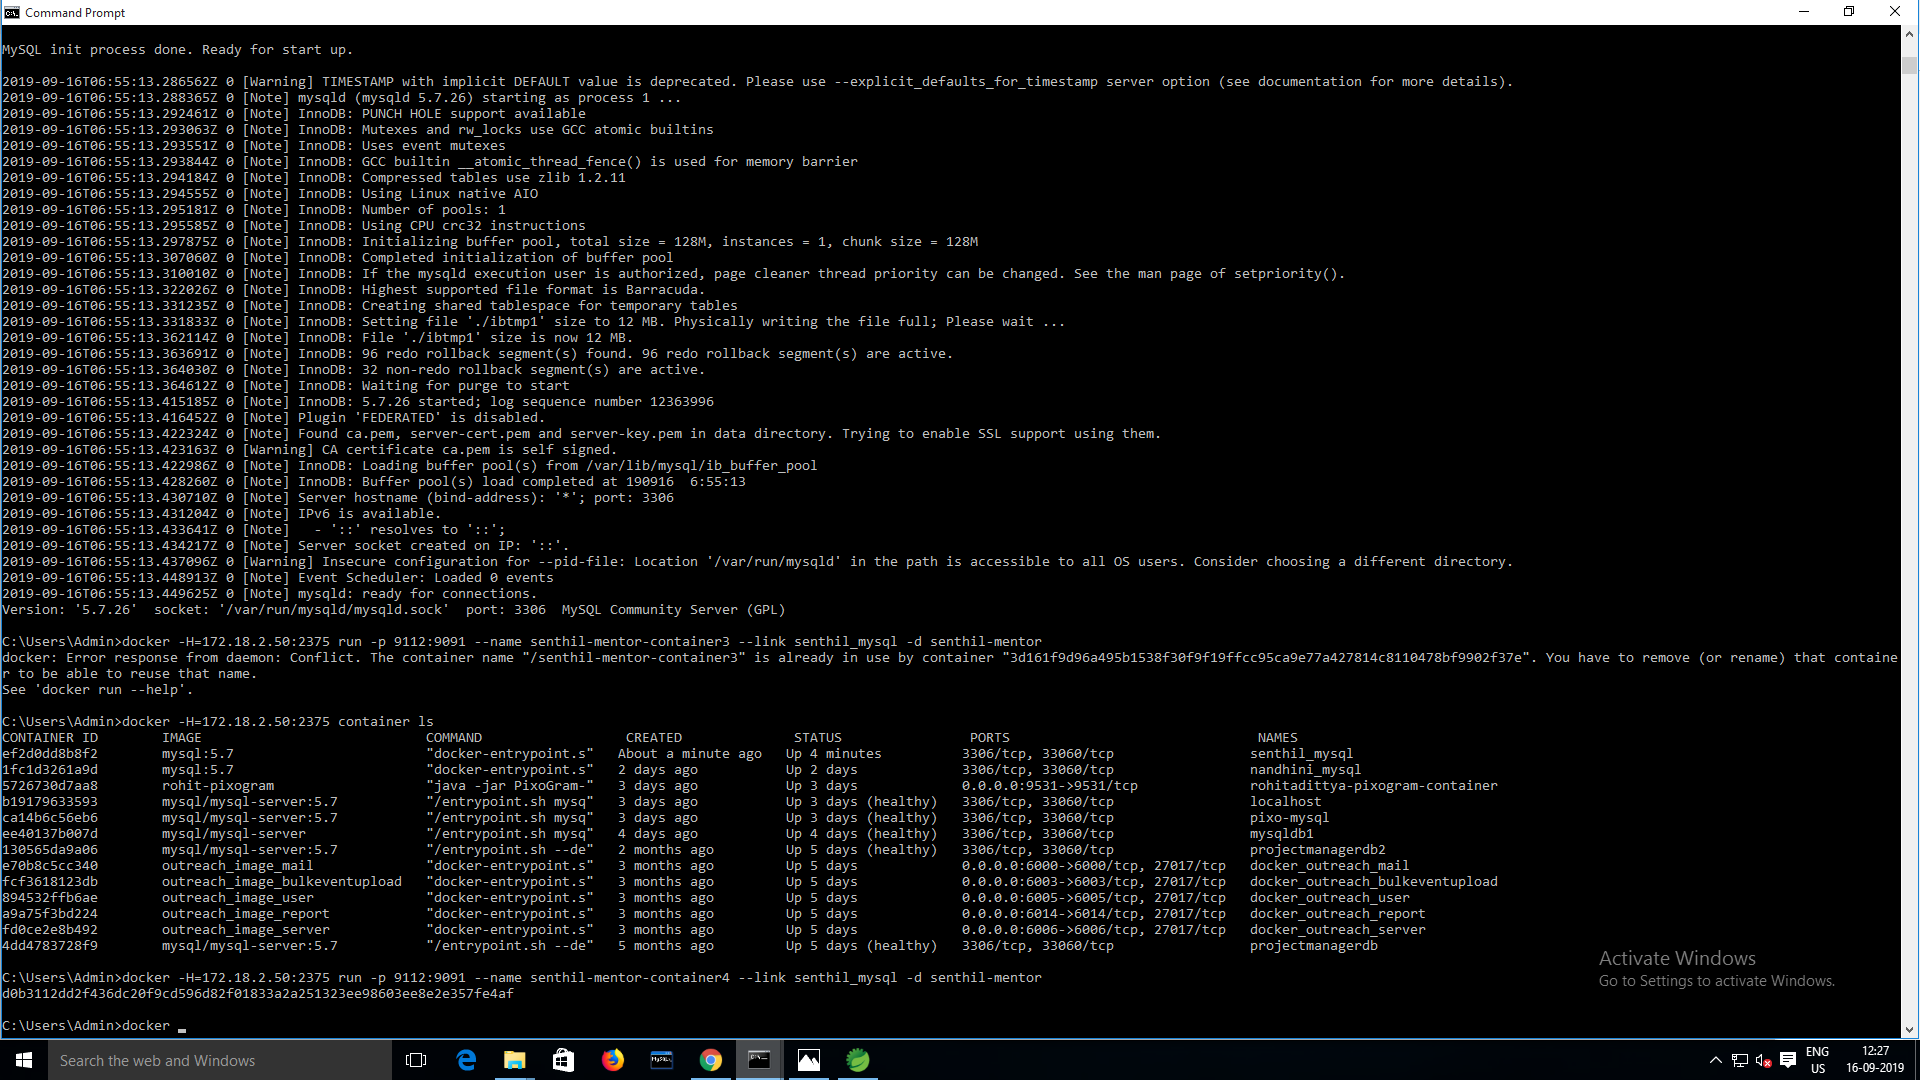 Command Prompt
MySQL init process done. Ready for start up.
2019-09-16T06:55:13.286562Z 0 [Warning] TIMESTAMP with implicit DEFAULT value is deprecated. Please use --explicit_defaults_for_timestamp server option (see documentation for more details).
2019-09-16T06:55:13.288365Z 0 [Note] mysqld (mysqld 5.7.26) starting as process 1 ...
2019-09-16T06:55:13.292461Z 0 [Note] InnoDB: PUNCH HOLE support available
2019-09-16T06:55:13.293063Z 0 [Note] InnoDB: Mutexes and rw_locks use GCC atomic builtins
2019-09-16T06:55:13.293551Z 0 [Note] InnoDB: Uses event mutexes
2019-09-16T06:55:13.293844Z 0 [Note] InnoDB: GCC builtin __atomic_thread_fence() is used for memory barrier
2019-09-16T06:55:13.294184Z 0 [Note] InnoDB: Compressed tables use zlib 1.2.11
2019-09-16T06:55:13.294555Z 0 [Note] InnoDB: Using Linux native AIO
2019-09-16T06:55:13.295181Z 0 [Note] InnoDB: Number of pools: 1
2019-09-16T06:55:13.295585Z 0 [Note] InnoDB: Using CPU crc32 instructions
2019-09-16T06:55:13.297875Z 0 [Note] InnoDB: Initializing buffer pool, total size = 128M, instances = 1, chunk size = 128M
2019-09-16T06:55:13.307060Z 0 [Note] InnoDB: Completed initialization of buffer pool
2019-09-16T06:55:13.310010Z 0 [Note] InnoDB: If the mysqld execution user is authorized, page cleaner thread priority can be changed. See the man page of setpriority().
2019-09-16T06:55:13.322026Z 0 [Note] InnoDB: Highest supported file format is Barracuda.
2019-09-16T06:55:13.331235Z 0 [Note] InnoDB: Creating shared tablespace for temporary tables
2019-09-16T06:55:13.331833Z 0 [Note] InnoDB: Setting file './ibtmp1' size to 12 MB. Physically writing the file full; Please wait ...
2019-09-16T06:55:13.362114Z 0 [Note] InnoDB: File './ibtmp1' size is now 12 MB.
2019-09-16T06:55:13.363691Z 0 [Note] InnoDB: 96 redo rollback segment(s) found. 96 redo rollback segment(s) are active.
2019-09-16T06:55:13.364030Z 0 [Note] InnoDB: 32 non-redo rollback segment(s) are active.
2019-09-16T06:55:13.364612Z 0 [Note] InnoDB: Waiting for purge to start
2019-09-16T06:55:13.415185Z 0 [Note] InnoDB: 5.7.26 started; log sequence number 12363996
2019-09-16T06:55:13.416452Z 0 [Note] Plugin 'FEDERATED' is disabled.
2019-09-16T06:55:13.422324Z 0 [Note] Found ca.pem, server-cert.pem and server-key.pem in data directory. Trying to enable SSL support using them.
2019-09-16T06:55:13.423163Z 0 [Warning] CA certificate ca.pem is self signed.
2019-09-16T06:55:13.422986Z 0 [Note] InnoDB: Loading buffer pool(s) from /var/lib/mysql/ib_buffer_pool
2019-09-16T06:55:13.428260Z 0 [Note] InnoDB: Buffer pool(s) load completed at 190916  6:55:13
2019-09-16T06:55:13.430710Z 0 [Note] Server hostname (bind-address): '*'; port: 3306
2019-09-16T06:55:13.431204Z 0 [Note] IPv6 is available.
2019-09-16T06:55:13.433641Z 0 [Note]   - '::' resolves to '::';
2019-09-16T06:55:13.434217Z 0 [Note] Server socket created on IP: '::'.
2019-09-16T06:55:13.437096Z 0 [Warning] Insecure configuration for --pid-file: Location '/var/run/mysqld' in the path is accessible to all OS users. Consider choosing a different directory.
2019-09-16T06:55:13.448913Z 0 [Note] Event Scheduler: Loaded 0 events
2019-09-16T06:55:13.449625Z 0 [Note] mysqld: ready for connections.
Version: '5.7.26'  socket: '/var/run/mysqld/mysqld.sock'  port: 3306  MySQL Community Server (GPL)
C:\Users\Admin>docker -H=172.18.2.50:2375 run -p 9112:9091 --name senthil-mentor-container3 --link senthil_mysql -d senthil-mentor
docker: Error response from daemon: Conflict. The container name "/senthil-mentor-container3" is already in use by container "3d161f9d96a495b1538f30f9f19ffcc95ca9e77a427814c8110478bf9902f37e". You have to remove (or rename) that containe
r to be able to reuse that name.
See 'docker run --help'.
C:\Users\Admin>docker -H=172.18.2.50:2375 container ls
CONTAINER ID        IMAGE                            COMMAND                  CREATED              STATUS                PORTS                               NAMES
ef2d0dd8b8f2        mysql:5.7                        "docker-entrypoint.s"   About a minute ago   Up 4 minutes          3306/tcp, 33060/tcp                 senthil_mysql
1fc1d3261a9d        mysql:5.7                        "docker-entrypoint.s"   2 days ago           Up 2 days             3306/tcp, 33060/tcp                 nandhini_mysql
5726730d7aa8        rohit-pixogram                   "java -jar PixoGram-"   3 days ago           Up 3 days             0.0.0.0:9531->9531/tcp              rohitadittya-pixogram-container
b19179633593        mysql/mysql-server:5.7           "/entrypoint.sh mysq"   3 days ago           Up 3 days (healthy)   3306/tcp, 33060/tcp                 localhost
ca14b6c56eb6        mysql/mysql-server:5.7           "/entrypoint.sh mysq"   3 days ago           Up 3 days (healthy)   3306/tcp, 33060/tcp                 pixo-mysql
ee40137b007d        mysql/mysql-server               "/entrypoint.sh mysq"   4 days ago           Up 4 days (healthy)   3306/tcp, 33060/tcp                 mysqldb1
130565da9a06        mysql/mysql-server:5.7           "/entrypoint.sh --de"   2 months ago         Up 5 days (healthy)   3306/tcp, 33060/tcp                 projectmanagerdb2
e70b8c5cc340        outreach_image_mail              "docker-entrypoint.s"   3 months ago         Up 5 days             0.0.0.0:6000->6000/tcp, 27017/tcp   docker_outreach_mail
fcf3618123db        outreach_image_bulkeventupload   "docker-entrypoint.s"   3 months ago         Up 5 days             0.0.0.0:6003->6003/tcp, 27017/tcp   docker_outreach_bulkeventupload
894532ffb6ae        outreach_image_user              "docker-entrypoint.s"   3 months ago         Up 5 days             0.0.0.0:6005->6005/tcp, 27017/tcp   docker_outreach_user
a9a75f3bd224        outreach_image_report            "docker-entrypoint.s"   3 months ago         Up 5 days             0.0.0.0:6014->6014/tcp, 27017/tcp   docker_outreach_report
fd0ce2e8b492        outreach_image_server            "docker-entrypoint.s"   3 months ago         Up 5 days             0.0.0.0:6006->6006/tcp, 27017/tcp   docker_outreach_server
4dd4783728f9        mysql/mysql-server:5.7           "/entrypoint.sh --de"   5 months ago         Up 5 days (healthy)   3306/tcp, 33060/tcp                 projectmanagerdb
C:\Users\Admin>docker -H=172.18.2.50:2375 run -p 9112:9091 --name senthil-mentor-container4 --link senthil_mysql -d senthil-mentor
d0b3112dd2f436dc20f9cd596d82f01833a2a251323ee98603ee8e2e357fe4af
C:\Users\Admin>docker _
Activate Windows
Go to Settings to activate Windows.
Search the web and Windows
ENG
US
12:27
16-09-2019